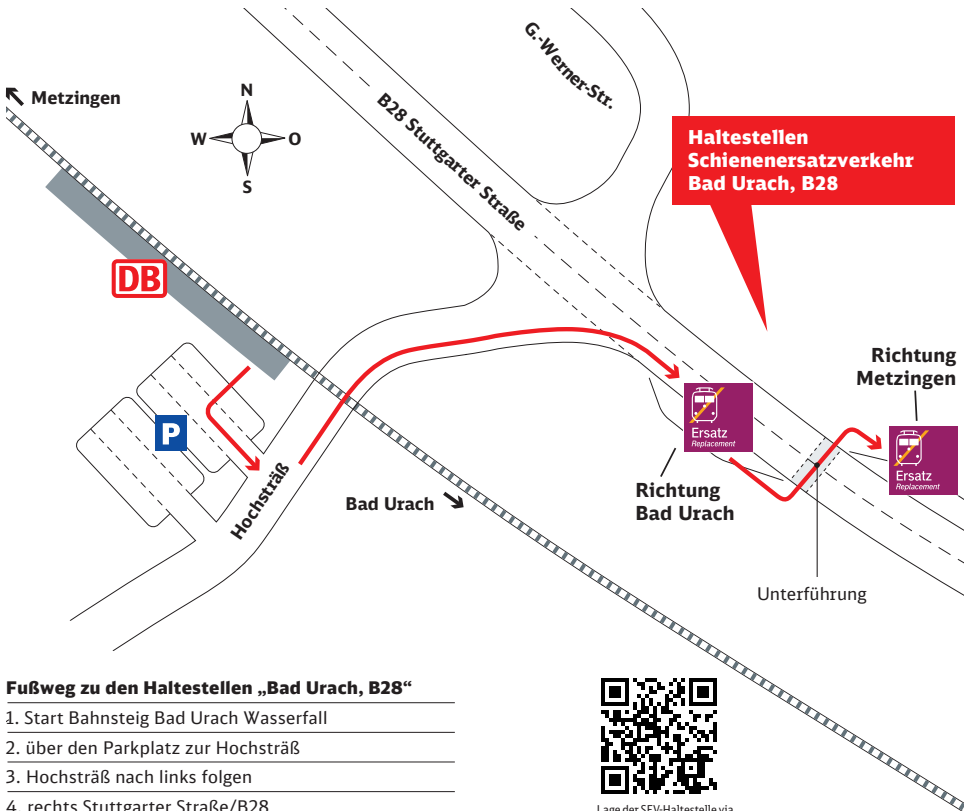 Metzingen
N
W
O
S
G.-Werner-Str.
B28 Stuttgarter Straße
Haltestellen
Schienenersatzverkehr
Bad Urach, B28
DB
P
Hochsträß
Bad Urach
Ersatz
Replacement
Richtung
Bad Urach
Richtung
Metzingen
Ersatz
Replacement
Unterführung
Fußweg zu den Haltestellen „Bad Urach, B28“
1. Start Bahnsteig Bad Urach Wasserfall
2. über den Parkplatz zur Hochsträß
3. Hochsträß nach links folgen
4. rechts Stuttgarter Straße/B28
Lage der SEV-Haltestelle via